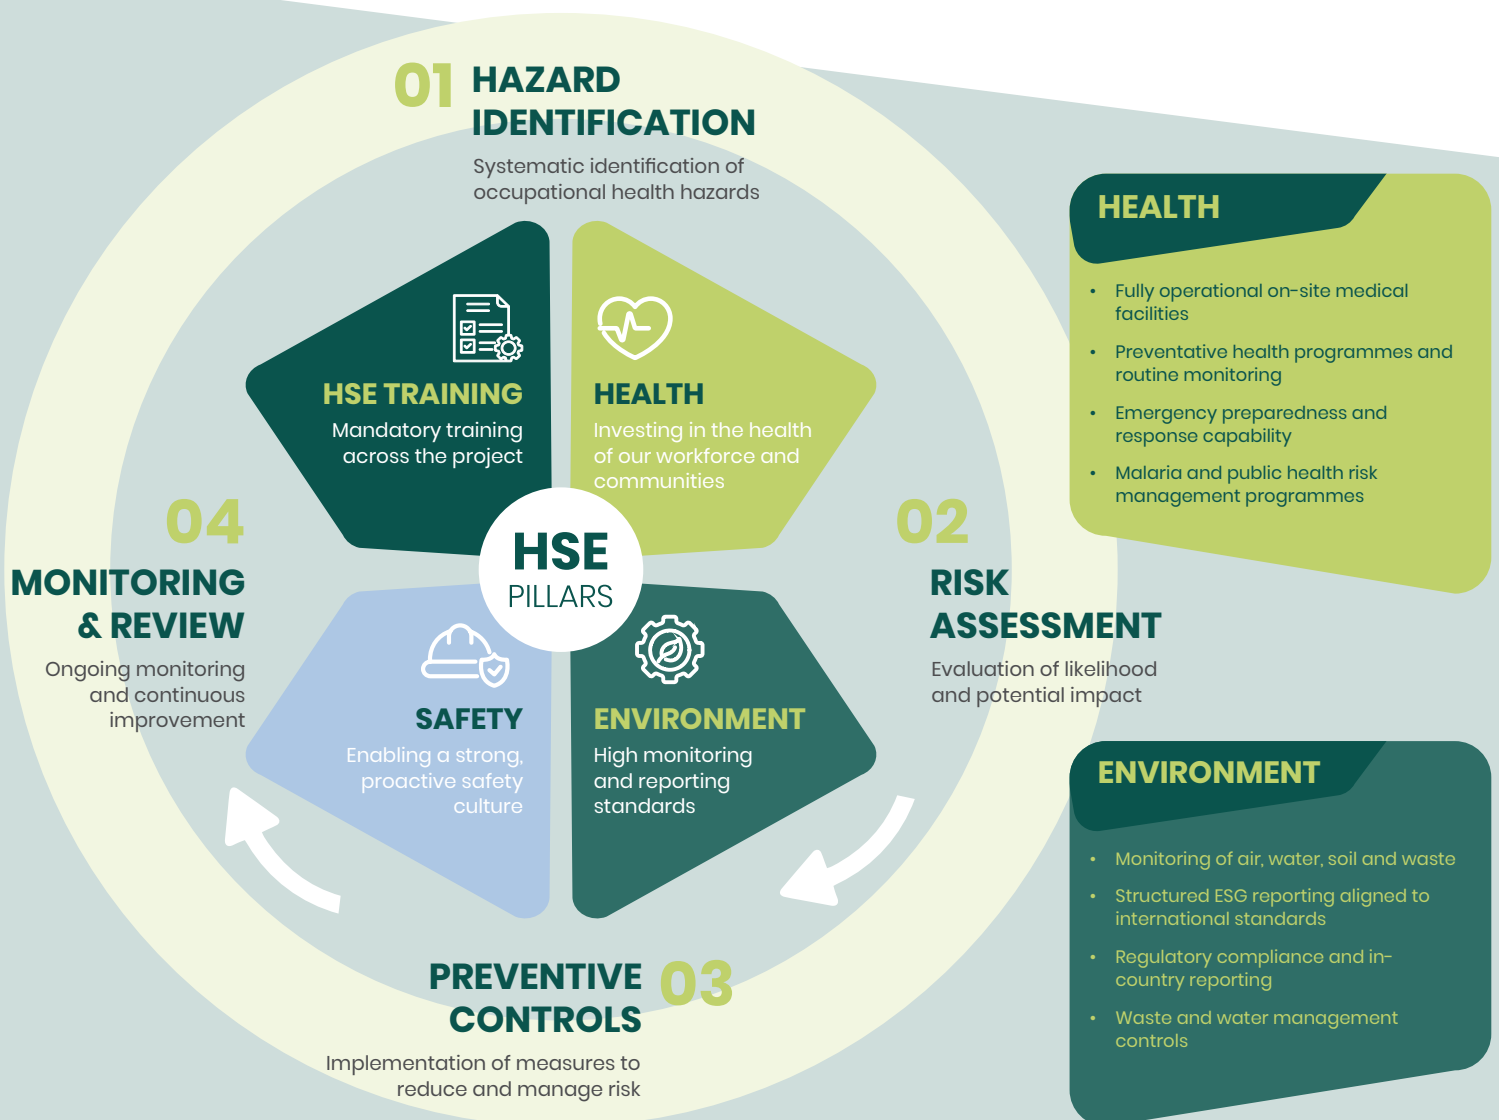 01 HAZARD
IDENTIFICATION
Systematic identification of
occupational health hazards
HSE TRAINING
Mandatory training
across the project
HEALTH
Investing in the health
of our workforce and
communities
HSE
PILLARS
SAFETY
Enabling a strong,
proactive safety
culture
ENVIRONMENT
High monitoring
and reporting
standards
02
RISK
ASSESSMENT
Evaluation of likelihood
and potential impact
PREVENTIVE 03
CONTROLS
Implementation of measures to
reduce and manage risk
04
MONITORING
& REVIEW
Ongoing monitoring
and continuous
improvement
HEALTH
• Fully operational on-site medical
facilities
• Preventative health programmes and
routine monitoring
• Emergency preparedness and
response capability
• Malaria and public health risk
management programmes
ENVIRONMENT
• Monitoring of air, water, soil and waste
• Structured ESG reporting aligned to
international standards
• Regulatory compliance and in-
country reporting
• Waste and water management
controls